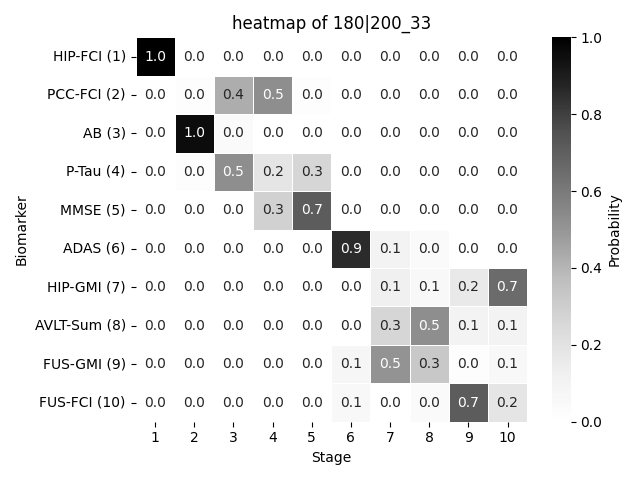 heatmap of 180|200_33
HIP-FCI (1) 1.0 0.0 0.0 0.0 0.0 0.0 0.0 0.0 0.0 0.0
PCC-FCI (2) 0.0 0.0 0.4 0.5 0.0 0.0 0.0 0.0 0.0 0.0
AB (3) 0.0 1.0 0.0 0.0 0.0 0.0 0.0 0.0 0.0 0.0
P-Tau (4) 0.0 0.0 0.5 0.2 0.3 0.0 0.0 0.0 0.0 0.0
MMSE (5) 0.0 0.0 0.0 0.3 0.7 0.0 0.0 0.0 0.0 0.0
ADAS (6) 0.0 0.0 0.0 0.0 0.0 0.9 0.1 0.0 0.0 0.0
HIP-GMI (7) 0.0 0.0 0.0 0.0 0.0 0.0 0.1 0.1 0.2 0.7
AVLT-Sum (8) 0.0 0.0 0.0 0.0 0.0 0.0 0.3 0.5 0.1 0.1
FUS-GMI (9) 0.0 0.0 0.0 0.0 0.0 0.1 0.5 0.3 0.0 0.1
FUS-FCI (10) 0.0 0.0 0.0 0.0 0.0 0.1 0.0 0.0 0.7 0.2
1 2 3 4 5 6 7 8 9 10
Stage
Biomarker
1.0
0.8
0.6
0.4
0.2
0.0
Probability